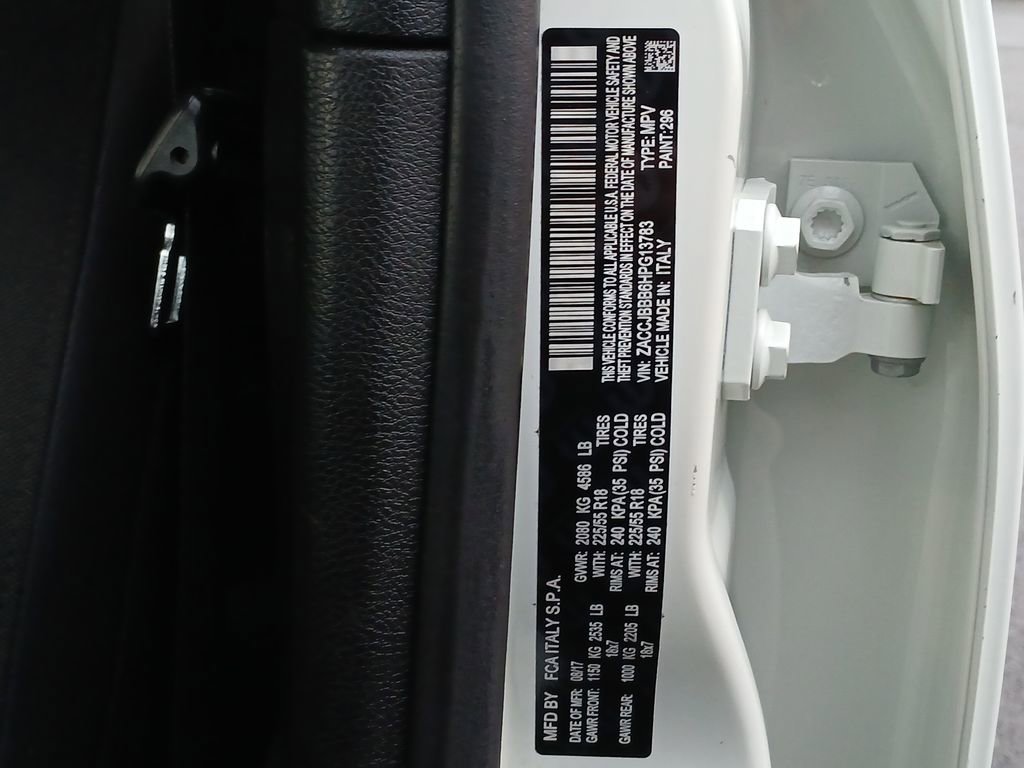 MFD BY FCA ITALY S.P.A.
DATE OF MFR: 08/17 GVWR: 2080 KG 4586 LB
GAWR FRONT: 1150 KG 2535 LB WITH: 225/55 R18 TIRES
18x7 RIMS AT: 240 KPA(35 PSI) COLD
GAWR REAR: 1000 KG 2205 LB WITH: 225/55 R18 TIRES
18x7 RIMS AT: 240 KPA(35 PSI) COLD
THIS VEHICLE CONFORMS TO ALL APPLICABLE U.S.A. FEDERAL MOTOR VEHICLE SAFETY AND
THEFT PREVENTION STANDARDS IN EFFECT ON THE DATE OF MANUFACTURE SHOWN ABOVE
VIN: ZACCJBBB6HPG13783 TYPE: MPV
VEHICLE MADE IN: ITALY PAINT: 296